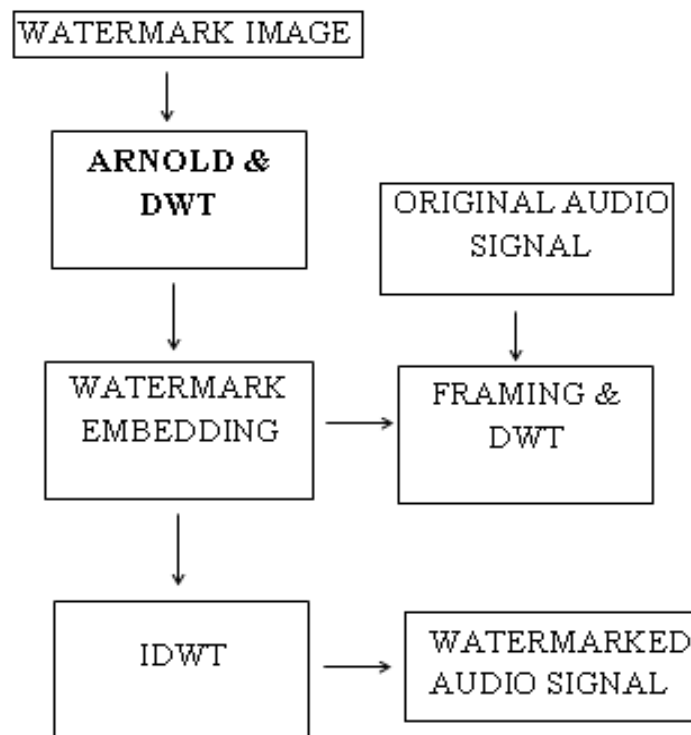 WATERMARK IMAGE
ARNOLD &
DWT
ORIGINAL AUDIO
SIGNAL
WATERMARK
EMBEDDING
FRAMING &
DWT
IDWT
WATERMARKED
AUDIO SIGNAL